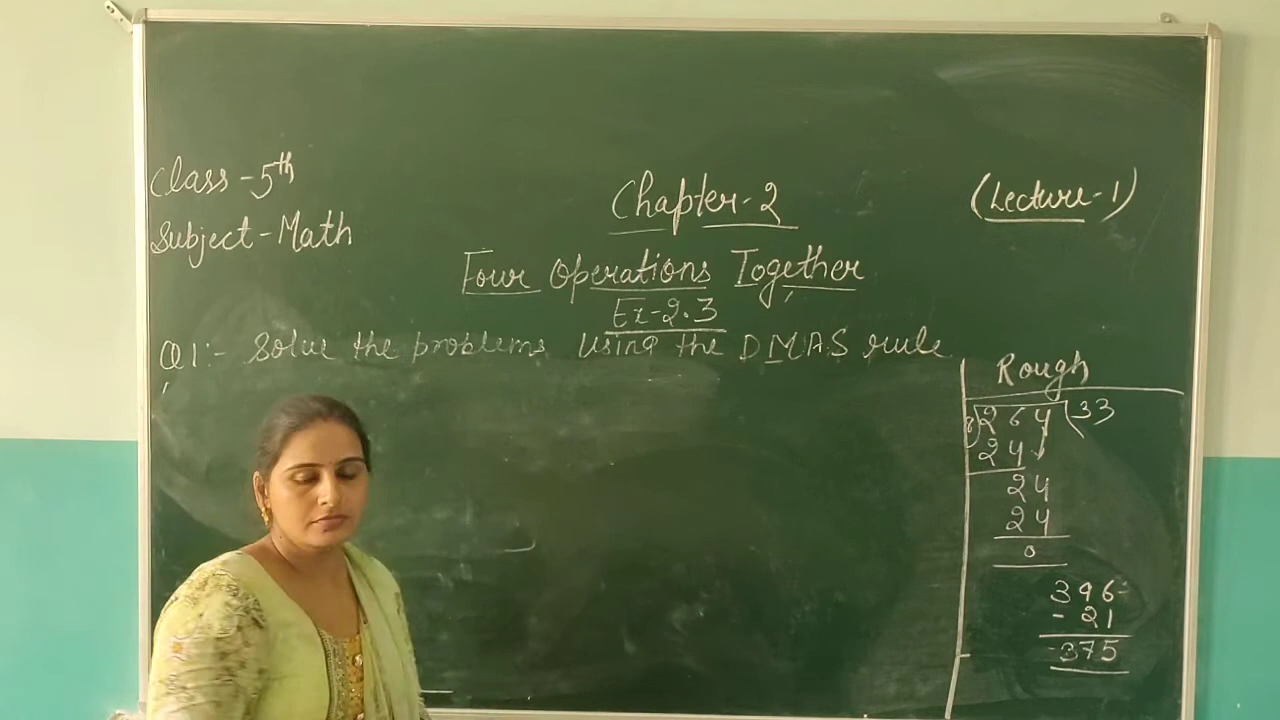 Class - 5th
Subject - Math
Chapter - 2
(Lecture - 1)
Four Operations Together
Ex - 2.3
Q1:- Solve the problems using the DMAS rule
Rough
8) 264 (33
24
24
24
0
396
- 21
375